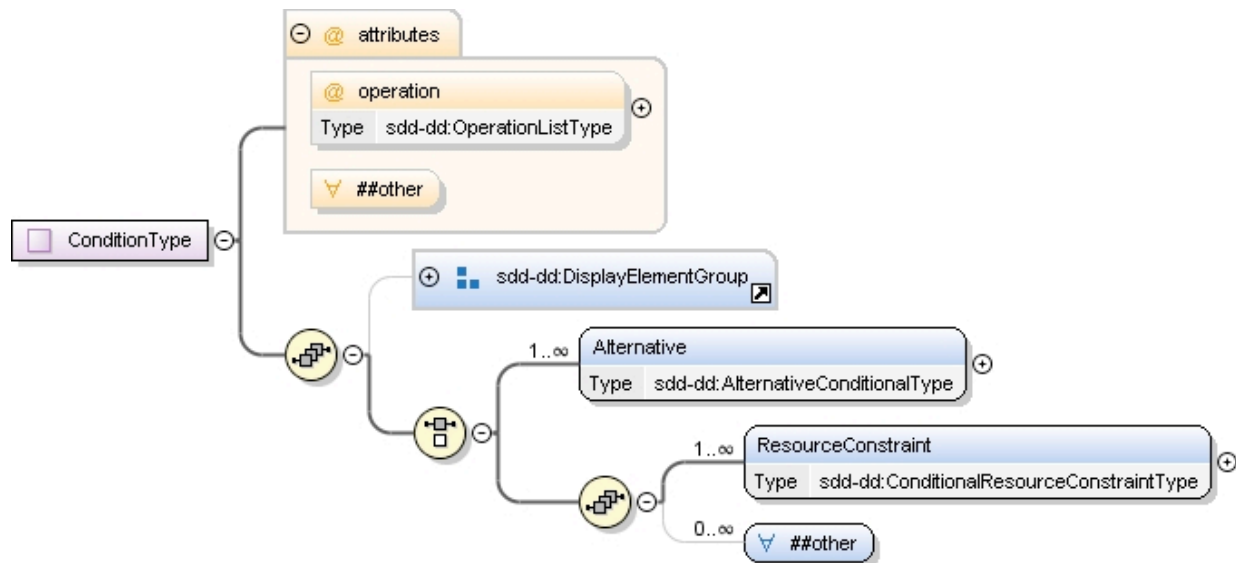 @ attributes
@ operation
Type sdd-dd:OperationListType
##other
ConditionType
sdd-dd:DisplayElementGroup
1..∞
Alternative
Type sdd-dd:AlternativeConditionalType
1..∞
ResourceConstraint
Type sdd-dd:ConditionalResourceConstraintType
0..∞
##other